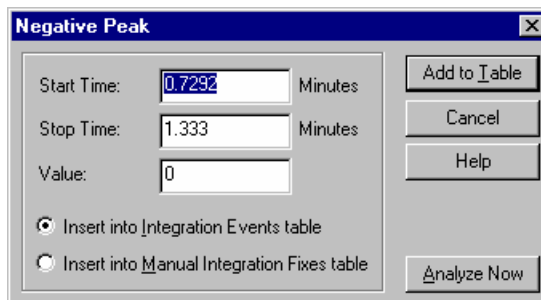 Negative Peak
Start Time: 0.7292 Minutes
Stop Time: 1.333 Minutes
Value: 0
Insert into Integration Events table
Insert into Manual Integration Fixes table
Add to Table
Cancel
Help
Analyze Now